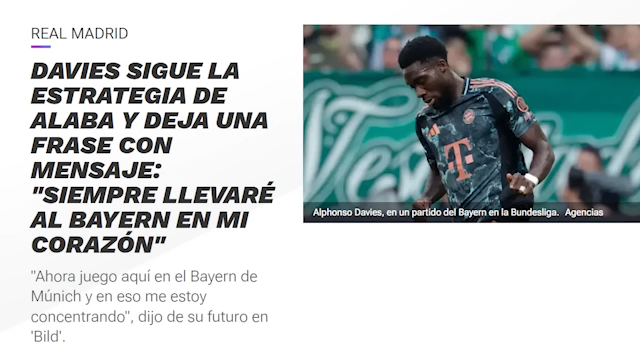 REAL MADRID
DAVIES SIGUE LA
ESTRATEGIA DE
ALABA Y DEJA UNA
FRASE CON
MENSAJE:
"SIEMPRE LLEVARÉ
AL BAYERN EN MI
CORAZÓN"
"Ahora juego aquí en el Bayern de
Múnich y en eso me estoy
concentrando", dijo de su futuro en
'Bild'.
T
Alphonso Davies, en un partido del Bayern en la Bundesliga. Agencias